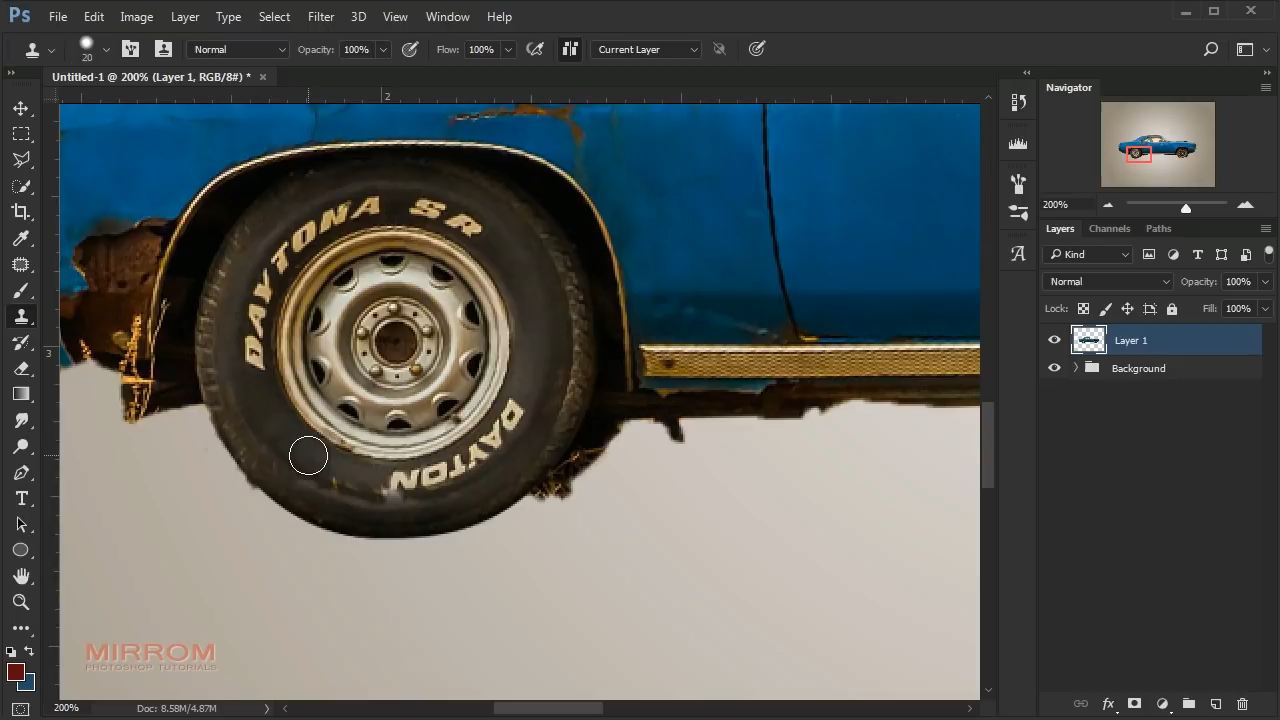 Ps File Edit Image Layer Type Select Filter 3D View Window Help
20 Normal Opacity: 100% Flow: 100% Current Layer
Untitled-1 @ 200% (Layer 1, RGB/8#) * ×
2
3
DAYTONA SR
DAYTON
MIRROM
PHOTOSHOP TUTORIALS
200% Doc: 8.58M/4.87M
Navigator
200%
Layers Channels Paths
Kind
Normal Opacity: 100%
Lock: Fill: 100%
Layer 1
Background